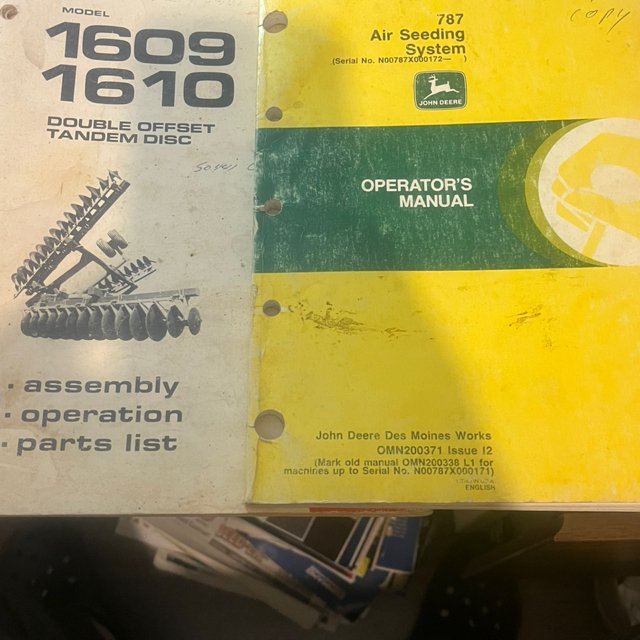 MODEL
1609
1610
DOUBLE OFFSET
TANDEM DISC
• assembly
• operation
• parts list
COPY
787
Air Seeding
System
(Serial No. N00787X000172— )
JOHN DEERE
OPERATOR'S
MANUAL
John Deere Des Moines Works
OMN200371 Issue I2
(Mark old manual OMN200338 L1 for
machines up to Serial No. N00787X000171)
ENGLISH